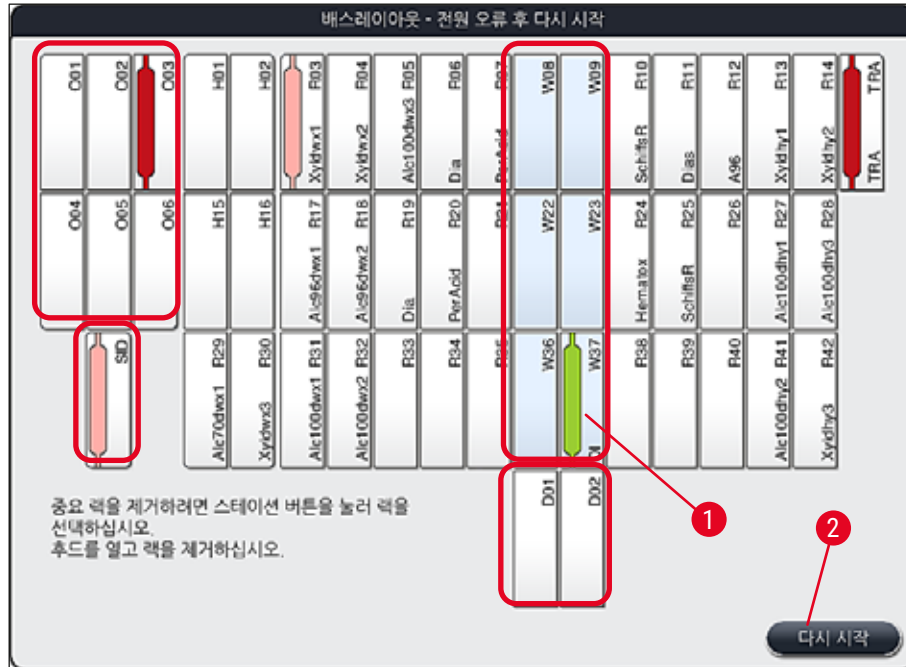 배스레이아웃 - 전원 오류 후 다시 시작
O01
O02
O03
H01
H02
Xyldwx1 R03
Xyldwx2 R04
Alc100dwx3 R05
Dia R06
PerAcid R07
W08
W09
SchiffsR R10
Dias R11
A96 R12
Xyldhy1 R13
Xyldhy2 R14
TRA TRA
O04
O05
O06
H15
H16
Alc96dwx1 R17
Alc96dwx2 R18
Dia R19
PerAcid R20
R21
W22
W23
Hematox R24
SchiffsR R25
R26
Alc100dhy1 R27
Alc100dhy3 R28
SID
Alc70dwx1 R29
Xyldwx3 R30
Alc100dwx1 R31
Alc100dwx2 R32
R33
R34
R35
W36
DI W37
R38
R39
R40
Alc100dhy2 R41
Xyldhy3 R42
D01
D02
중요 랙을 제거하려면 스테이션 버튼을 눌러 랙을
선택하십시오.
후드를 열고 랙을 제거하십시오.
1
2
다시 시작